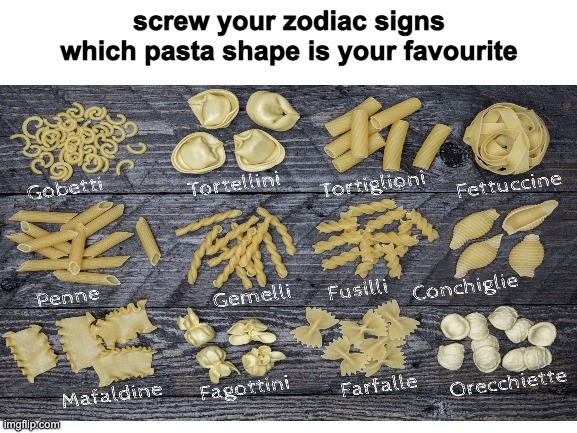 screw your zodiac signs
which pasta shape is your favourite
Gobetti Tortellini Tortiglioni Fettuccine
Penne Gemelli Fusilli Conchiglie
Mafaldine Fagottini Farfalle Orecchiette
imgflip.com